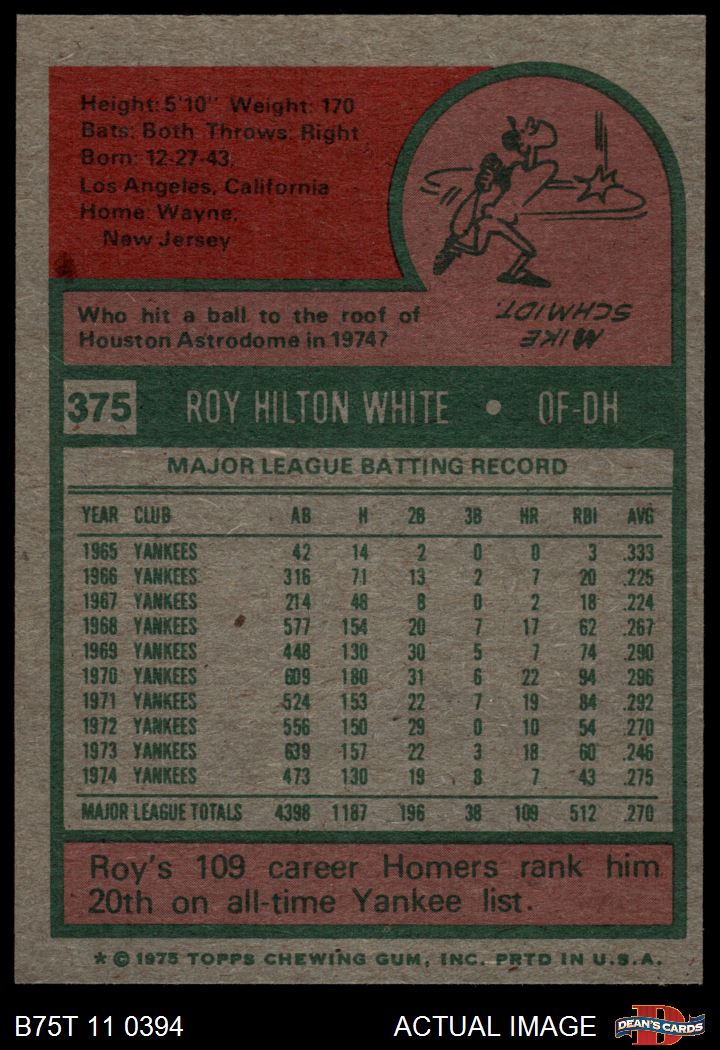 Height: 5'10" Weight: 170
Bats: Both Throws: Right
Born: 12-27-43,
Los Angeles, California
Home: Wayne,
New Jersey
Who hit a ball to the roof of
Houston Astrodome in 1974?
MIKE
SCHMIDT.
375 ROY HILTON WHITE • OF-DH
MAJOR LEAGUE BATTING RECORD
YEAR CLUB AB H 2B 3B HR RBI AVG
1965 YANKEES 42 14 2 0 0 3 .333
1966 YANKEES 316 71 13 2 7 20 .225
1967 YANKEES 214 48 8 0 2 18 .224
1968 YANKEES 577 154 20 7 17 62 .267
1969 YANKEES 448 130 30 5 7 74 .290
1970 YANKEES 609 180 31 6 22 94 .296
1971 YANKEES 524 153 22 7 19 84 .292
1972 YANKEES 556 150 29 0 10 54 .270
1973 YANKEES 639 157 22 3 18 60 .246
1974 YANKEES 473 130 19 8 7 43 .275
MAJOR LEAGUE TOTALS 4398 1187 196 38 109 512 .270
Roy's 109 career Homers rank him
20th on all-time Yankee list.
* © 1975 TOPPS CHEWING GUM, INC. PRTD IN U.S.A.
B75T 11 0394 ACTUAL IMAGE DEAN'S CARDS